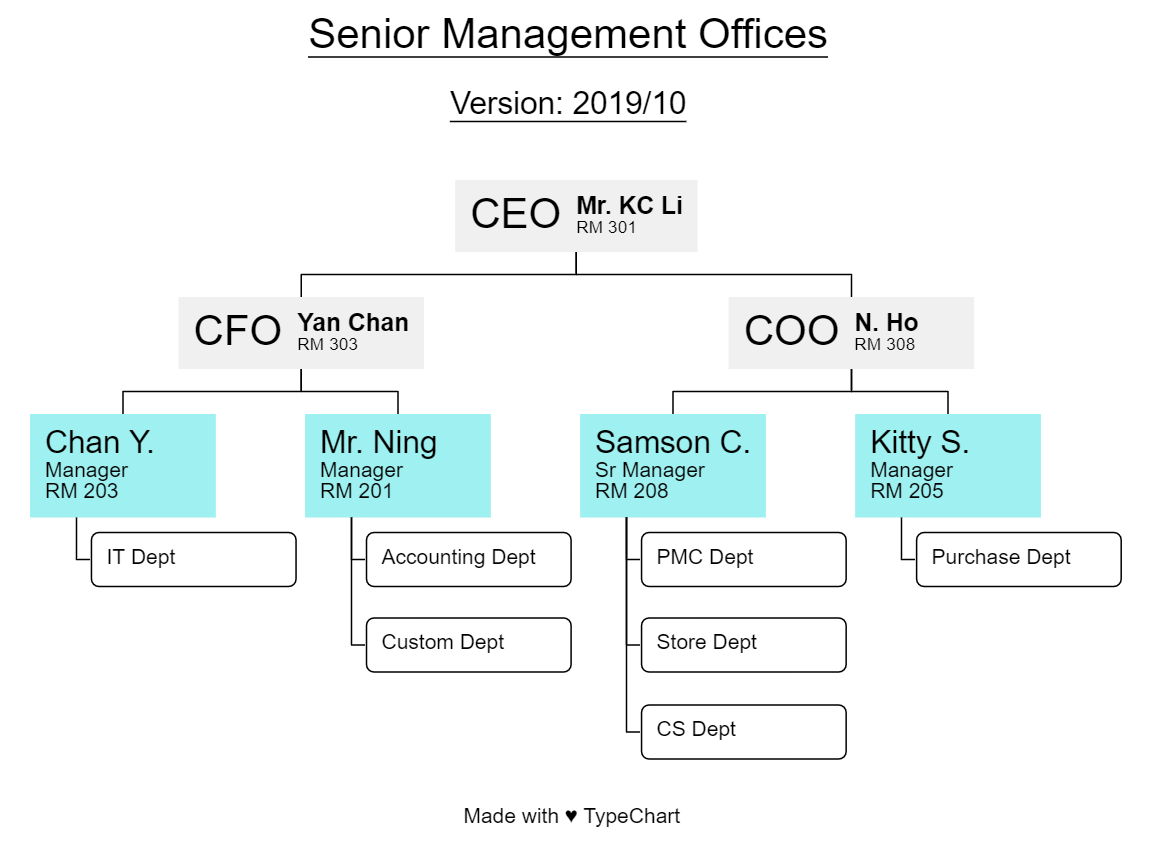 Senior Management Offices
Version: 2019/10
CEO
Mr. KC Li
RM 301
CFO
Yan Chan
RM 303
COO
N. Ho
RM 308
Chan Y.
Manager
RM 203
Mr. Ning
Manager
RM 201
Samson C.
Sr Manager
RM 208
Kitty S.
Manager
RM 205
IT Dept
Accounting Dept
PMC Dept
Purchase Dept
Custom Dept
Store Dept
CS Dept
Made with ♥ TypeChart